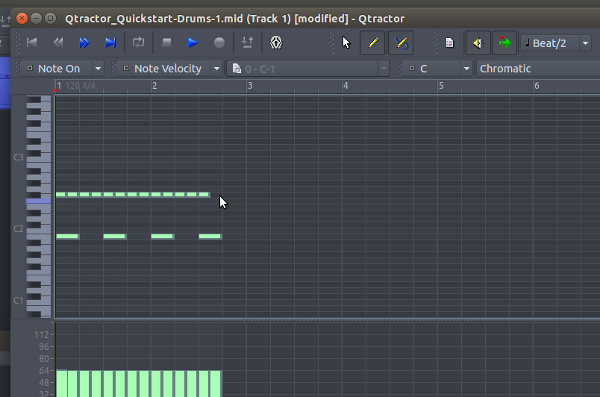 Qtractor_Quickstart-Drums-1.mid (Track 1) [modified] - Qtractor
Beat/2
Note On Note Velocity 0 - C-1 C Chromatic
1 120 4/4 2 3 4 5 6
C3
C2
C1
112
96
80
64
48
32